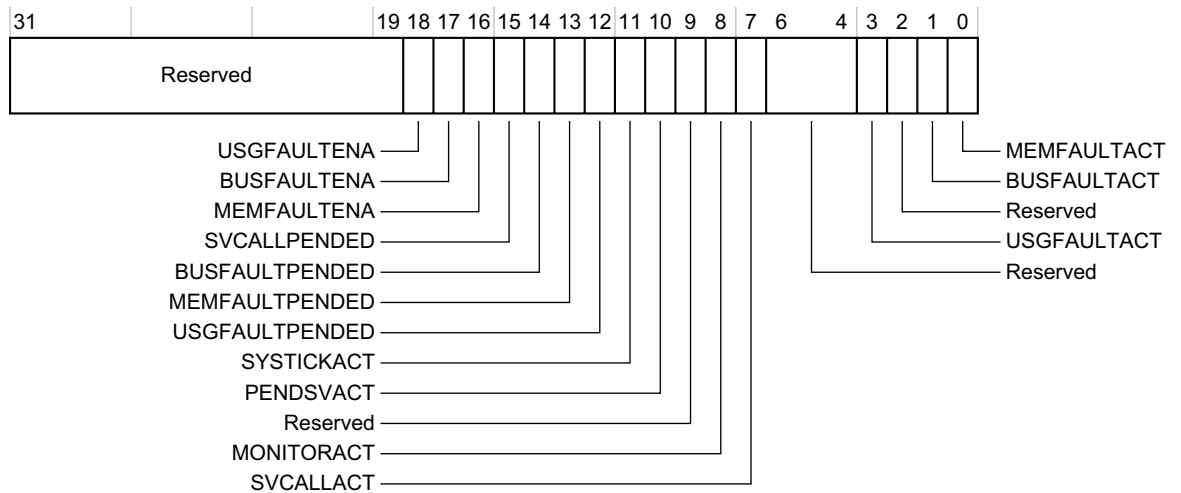 31 19 18 17 16 15 14 13 12 11 10 9 8 7 6 4 3 2 1 0
Reserved
USGFAULTENA MEMFAULTACT
BUSFAULTENA BUSFAULTACT
MEMFAULTENA Reserved
SVCALLPENDED USGFAULTACT
BUSFAULTPENDED Reserved
MEMFAULTPENDED
USGFAULTPENDED
SYSTICKACT
PENDSVACT
Reserved
MONITORACT
SVCALLACT